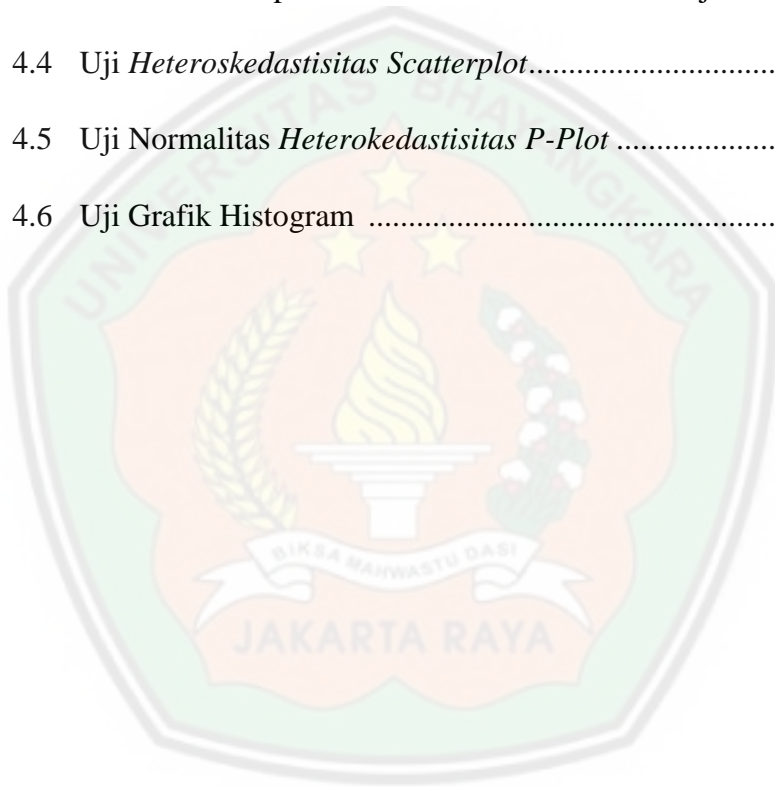 4.4 Uji Heteroskedastisitas Scatterplot...............................
4.5 Uji Normalitas Heterokedastisitas P-Plot ....................
4.6 Uji Grafik Histogram ..................................................
UNIVERSITAS BHAYANGKARA
BIKSA MAHWASTU DASI
JAKARTA RAYA